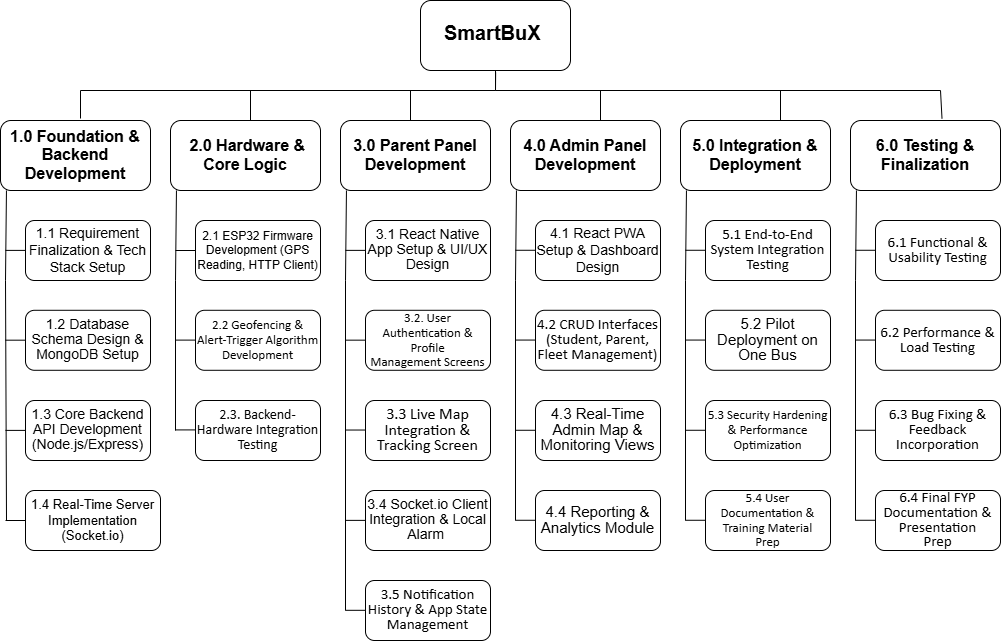 SmartBuX
1.0 Foundation &
Backend
Development
2.0 Hardware &
Core Logic
3.0 Parent Panel
Development
4.0 Admin Panel
Development
5.0 Integration &
Deployment
6.0 Testing &
Finalization
1.1 Requirement
Finalization & Tech
Stack Setup
1.2 Database
Schema Design &
MongoDB Setup
1.3 Core Backend
API Development
(Node.js/Express)
1.4 Real-Time Server
Implementation
(Socket.io)
2.1 ESP32 Firmware
Development (GPS
Reading, HTTP Client)
2.2 Geofencing &
Alert-Trigger Algorithm
Development
2.3. Backend-
Hardware Integration
Testing
3.1 React Native
App Setup & UI/UX
Design
3.2. User
Authentication &
Profile
Management Screens
3.3 Live Map
Integration &
Tracking Screen
3.4 Socket.io Client
Integration & Local
Alarm
3.5 Notification
History & App State
Management
4.1 React PWA
Setup & Dashboard
Design
4.2 CRUD Interfaces
(Student, Parent,
Fleet Management)
4.3 Real-Time
Admin Map &
Monitoring Views
4.4 Reporting &
Analytics Module
5.1 End-to-End
System Integration
Testing
5.2 Pilot
Deployment on
One Bus
5.3 Security Hardening
& Performance
Optimization
5.4 User
Documentation &
Training Material
Prep
6.1 Functional &
Usability Testing
6.2 Performance &
Load Testing
6.3 Bug Fixing &
Feedback
Incorporation
6.4 Final FYP
Documentation &
Presentation
Prep